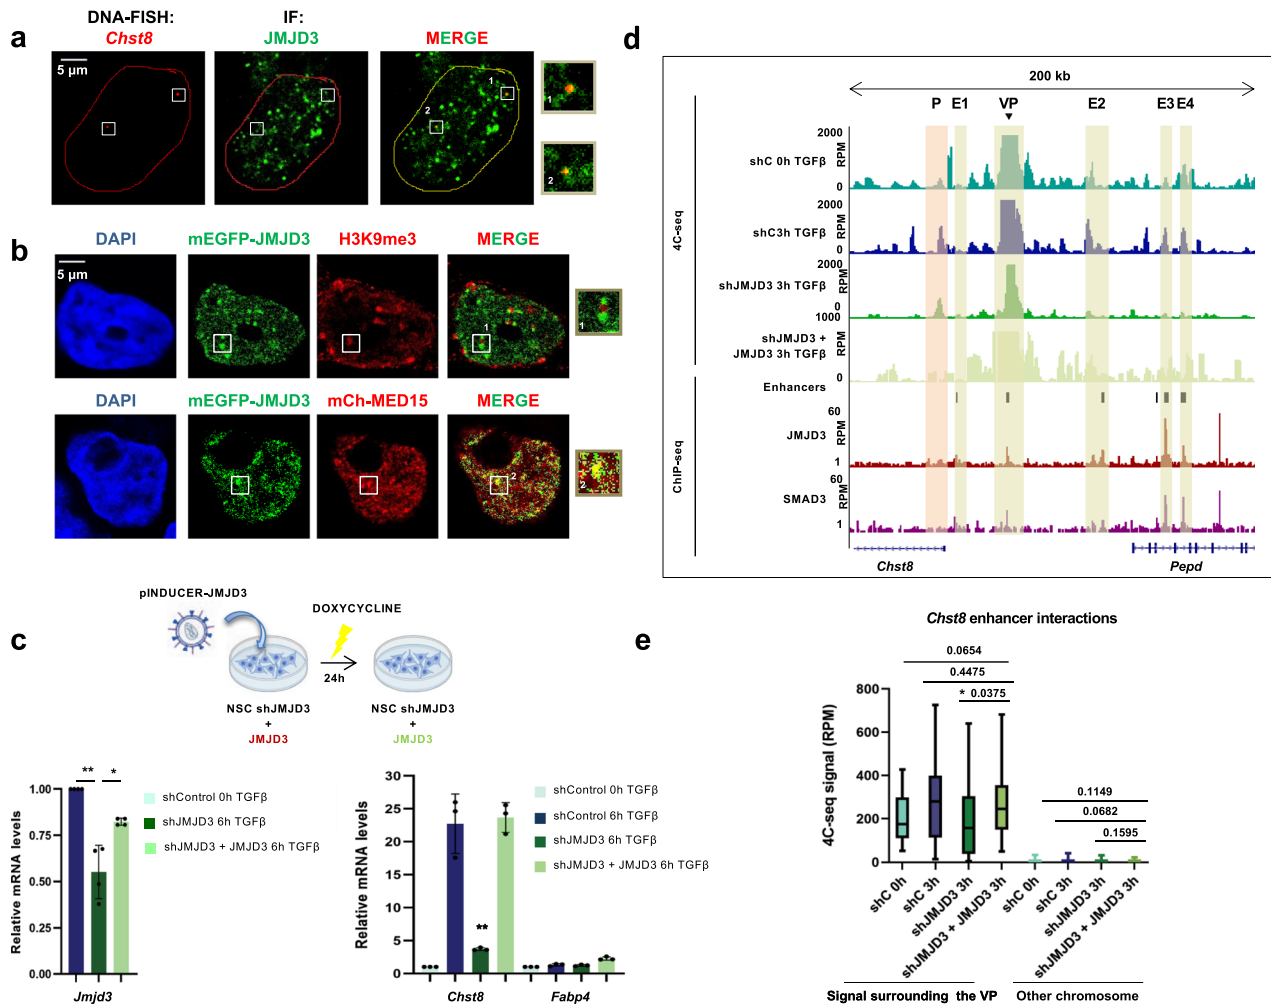 a
DNA-FISH:
Chst8
IF:
JMJD3
MERGE
5 μm
1
2
1
2
b
DAPI
mEGFP-JMJD3
H3K9me3
MERGE
5 μm
1
1
DAPI
mEGFP-JMJD3
mCh-MED15
MERGE
2
2
c
pINDUCER-JMJD3
DOXYCYCLINE
24h
NSC shJMJD3
+
JMJD3
NSC shJMJD3
+
JMJD3
Relative mRNA levels
1.00
0.75
0.50
0.25
0.00
**
*
Jmjd3
shControl 0h TGFβ
shJMJD3 6h TGFβ
shJMJD3 + JMJD3 6h TGFβ
Relative mRNA levels
30
25
20
15
10
5
0
**
Chst8
Fabp4
shControl 0h TGFβ
shControl 6h TGFβ
shJMJD3 6h TGFβ
shJMJD3 + JMJD3 6h TGFβ
d
200 kb
P E1 VP E2 E3 E4
4C-seq
shC 0h TGFβ
2000
RPM
0
shC3h TGFβ
2000
RPM
0
shJMJD3 3h TGFβ
2000
RPM
0
shJMJD3 +
JMJD3 3h TGFβ
1000
RPM
0
Enhancers
ChIP-seq
JMJD3
60
RPM
1
SMAD3
60
RPM
1
Chst8
Pepd
e
Chst8 enhancer interactions
0.0654
0.4475
* 0.0375
0.1149
0.0682
0.1595
4C-seq signal (RPM)
800
600
400
200
0
shC 0h
shC 3h
shJMJD3 3h
shJMJD3 + JMJD3 3h
shC 0h
shC 3h
shJMJD3 3h
shJMJD3 + JMJD3 3h
Signal surrounding the VP
Other chromosome